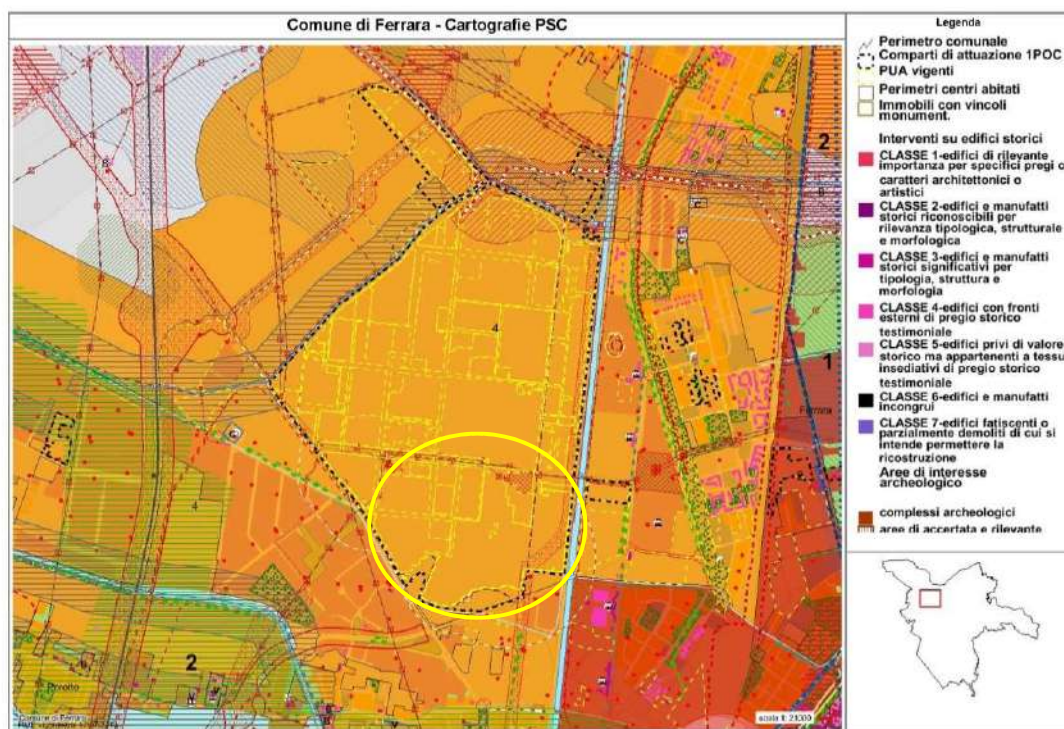 Comune di Ferrara - Cartografie PSC
Legenda
Perimetro comunale
Comparti di attuazione 1POC
PUA vigenti
Perimetri centri abitati
Immobili con vincoli
monument.
Interventi su edifici storici
CLASSE 1-edifici di rilevante
importanza per specifici pregi o
caratteri architettonici o
artistici
CLASSE 2-edifici e manufatti
storici riconoscibili per
rilevanza tipologica, strutturale
e morfologica
CLASSE 3-edifici e manufatti
storici significativi per
tipologia, struttura e
morfologia
CLASSE 4-edifici con fronti
esterni di pregio storico
testimoniale
CLASSE 5-edifici privi di valore
storico ma appartenenti a tessu
insediativi di pregio storico
testimoniale
CLASSE 6-edifici e manufatti
incongrui
CLASSE 7-edifici fatiscenti o
parzialmente demoliti di cui si
intende permettere la
ricostruzione
Aree di interesse
archeologico
complessi archeologici
aree di accertata e rilevante
2
4
1
Ferrara
4
2
Porotto
Comune di Ferrara